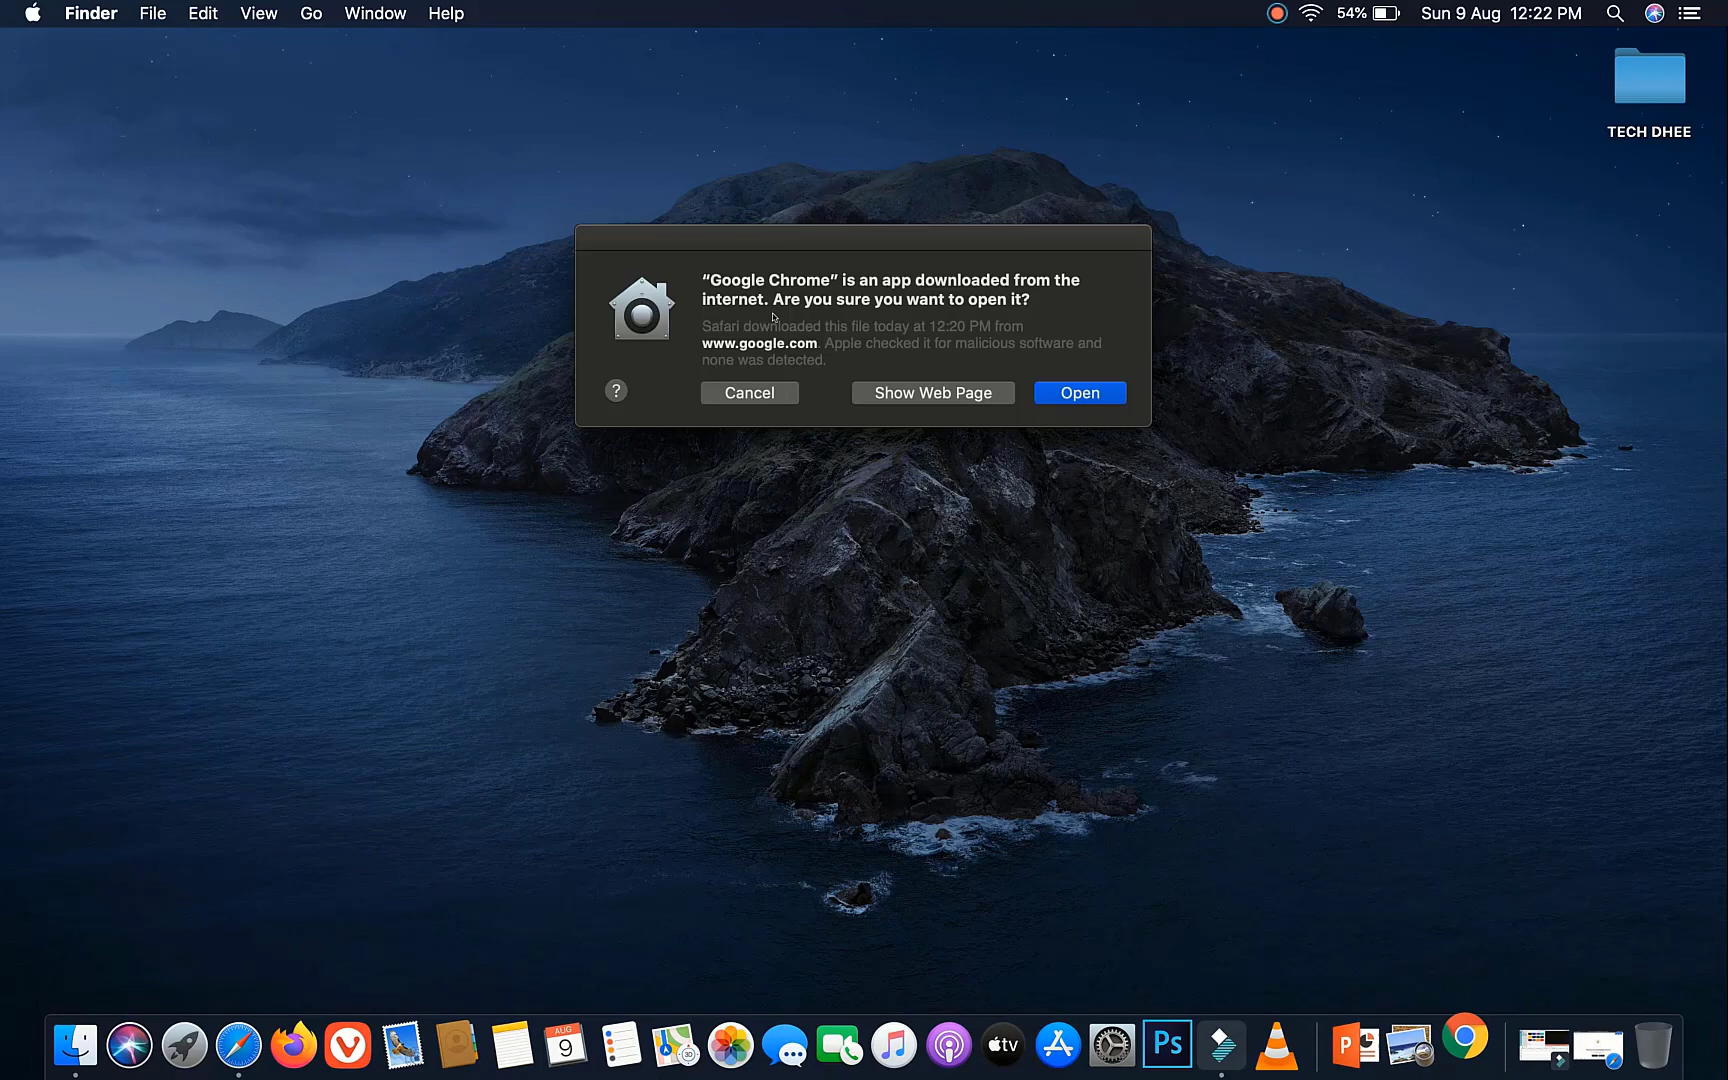 Finder File Edit View Go Window Help 54% Sun 9 Aug 12:22 PM
TECH DHEE
“Google Chrome” is an app downloaded from the
internet. Are you sure you want to open it?
Safari downloaded this file today at 12:20 PM from
www.google.com. Apple checked it for malicious software and
none was detected.
? Cancel Show Web Page Open
AUG
9
3D
tv
Ps
P